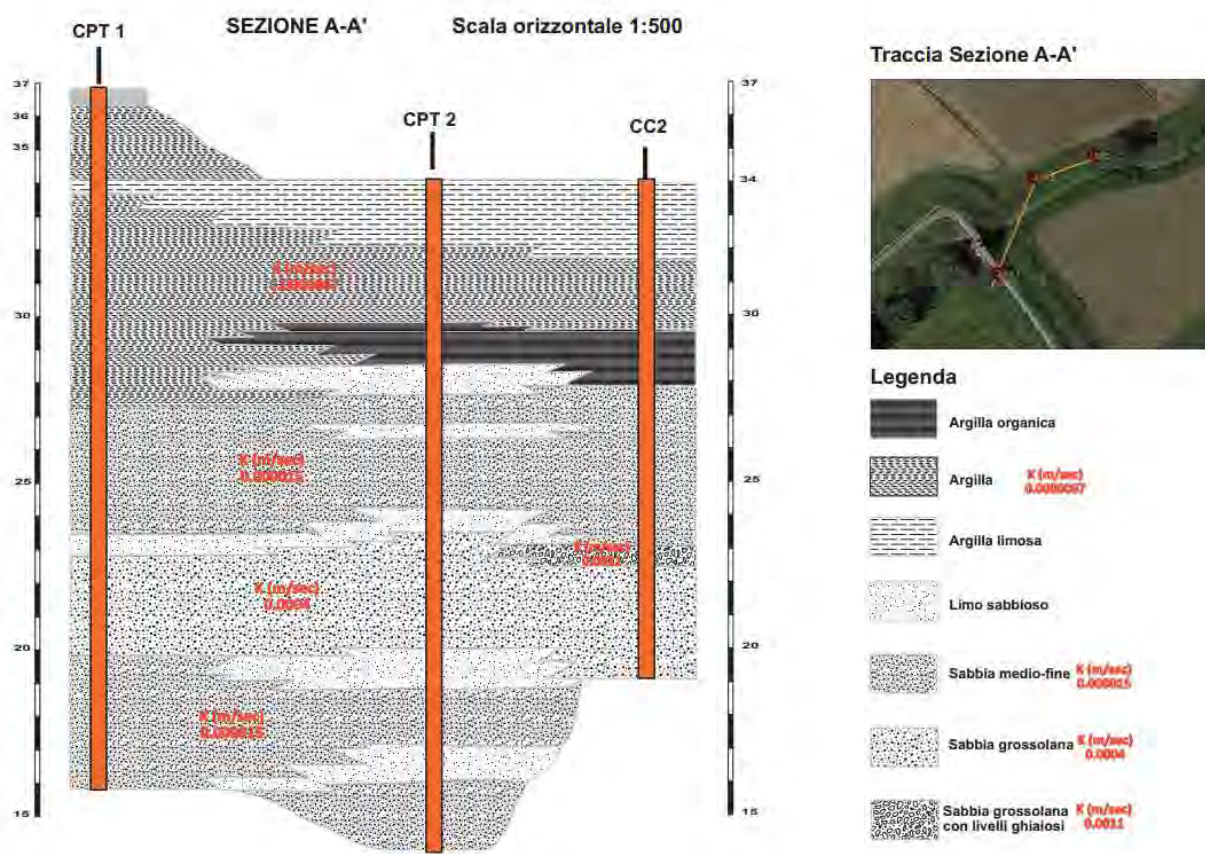 SEZIONE A-A'
Scala orizzontale 1:500
CPT 1
CPT 2
CC2
37
36
35
30
25
20
15
37
34
30
25
20
15
K (m/sec)
K (m/sec)
0.000015
K (m/sec)
K (m/sec)
0.0004
K (m/sec)
0.000015
Traccia Sezione A-A'
Legenda
Argilla organica
Argilla
K (m/sec)
0.0000067
Argilla limosa
Limo sabbioso
Sabbia medio-fine
K (m/sec)
0.000015
Sabbia grossolana
K (m/sec)
0.0004
Sabbia grossolana
con livelli ghiaiosi
K (m/sec)
0.0011